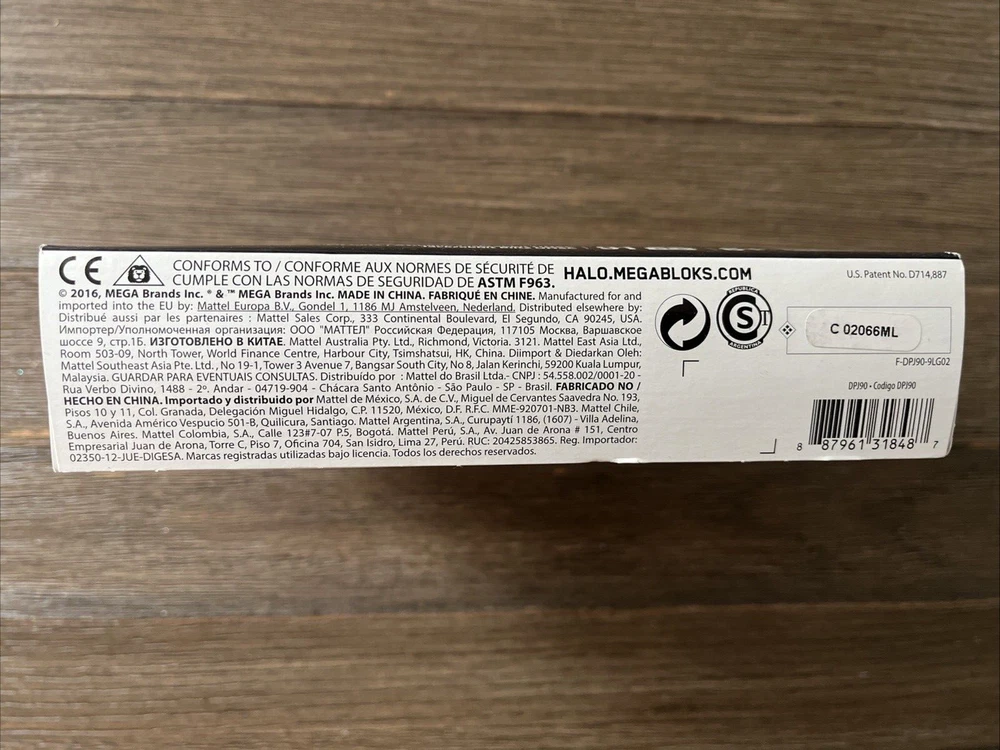 CE
CONFORMS TO / CONFORME AUX NORMES DE SÉCURITÉ DE
CUMPLE CON LAS NORMAS DE SEGURIDAD DE ASTM F963.
© 2016, MEGA Brands Inc. ® & ™ MEGA Brands Inc. MADE IN CHINA. FABRIQUÉ EN CHINE. Manufactured for and
imported into the EU by: Mattel Europa B.V., Gondel 1, 1186 MJ Amstelveen, Nederland. Distributed elsewhere by:
Distribué aussi par les partenaires : Mattel Sales Corp., 333 Continental Boulevard, El Segundo, CA 90245, USA.
Импортер/Уполномоченная организация: ООО "МАТТЕЛ" Российская Федерация, 117105 Москва, Варшавское
шоссе 9, стр.1Б. ИЗГОТОВЛЕНО В КИТАЕ. Mattel Australia Pty. Ltd., Richmond, Victoria. 3121. Mattel East Asia Ltd.,
Room 503-09, North Tower, World Finance Centre, Harbour City, Tsimshatsui, HK, China. Diimport & Diedarkan Oleh:
Mattel Southeast Asia Pte. Ltd., No 19-1, Tower 3 Avenue 7, Bangsar South City, No 8, Jalan Kerinchi, 59200 Kuala Lumpur,
Malaysia. GUARDAR PARA EVENTUAIS CONSULTAS. Distribuído por : Mattel do Brasil Ltda.- CNPJ : 54.558.002/0001-20 -
Rua Verbo Divino, 1488 - 2º. Andar - 04719-904 - Chácara Santo Antônio - São Paulo - SP - Brasil. FABRICADO NO /
HECHO EN CHINA. Importado y distribuido por Mattel de México, S.A. de C.V., Miguel de Cervantes Saavedra No. 193,
Pisos 10 y 11, Col. Granada, Delegación Miguel Hidalgo, C.P. 11520, México, D.F. R.F.C. MME-920701-NB3. Mattel Chile,
S.A., Avenida Américo Vespucio 501-B, Quilicura, Santiago. Mattel Argentina, S.A., Curupaytí 1186, (1607) - Villa Adelina,
Buenos Aires. Mattel Colombia, S.A., Calle 123#7-07 P.5, Bogotá. Mattel Perú, S.A., Av. Juan de Arona # 151, Centro
Empresarial Juan de Arona, Torre C, Piso 7, Oficina 704, San Isidro, Lima 27, Perú. RUC: 20425853865. Reg. Importador:
02350-12-JUE-DIGESA. Marcas registradas utilizadas bajo licencia. Todos los derechos reservados.
HALO.MEGABLOKS.COM
REPUBLICA
S T
ARGENTINA
U.S. Patent No. D714,887
C 02066ML
F-DPJ90-9LG02
DPJ90 • Codigo DPJ90
8 87961 31848 7